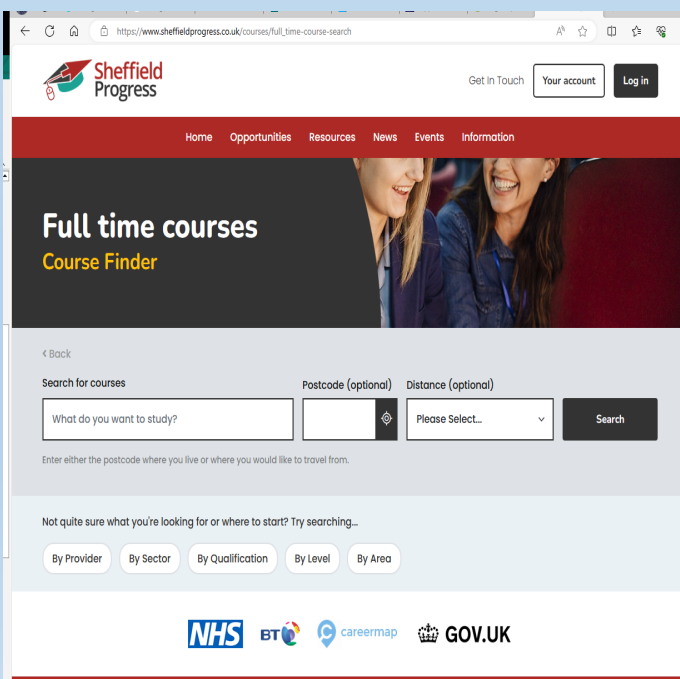 https://www.sheffieldprogress.co.uk/courses/full_time-course-search
Sheffield
Progress
Get In Touch
Your account
Log in
Home Opportunities Resources News Events Information
Full time courses
Course Finder
Back
Search for courses Postcode (optional) Distance (optional)
What do you want to study? Please Select... Search
Enter either the postcode where you live or where you would like to travel from.
Not quite sure what you're looking for or where to start? Try searching...
By Provider By Sector By Qualification By Level By Area
NHS BT careermap GOV.UK